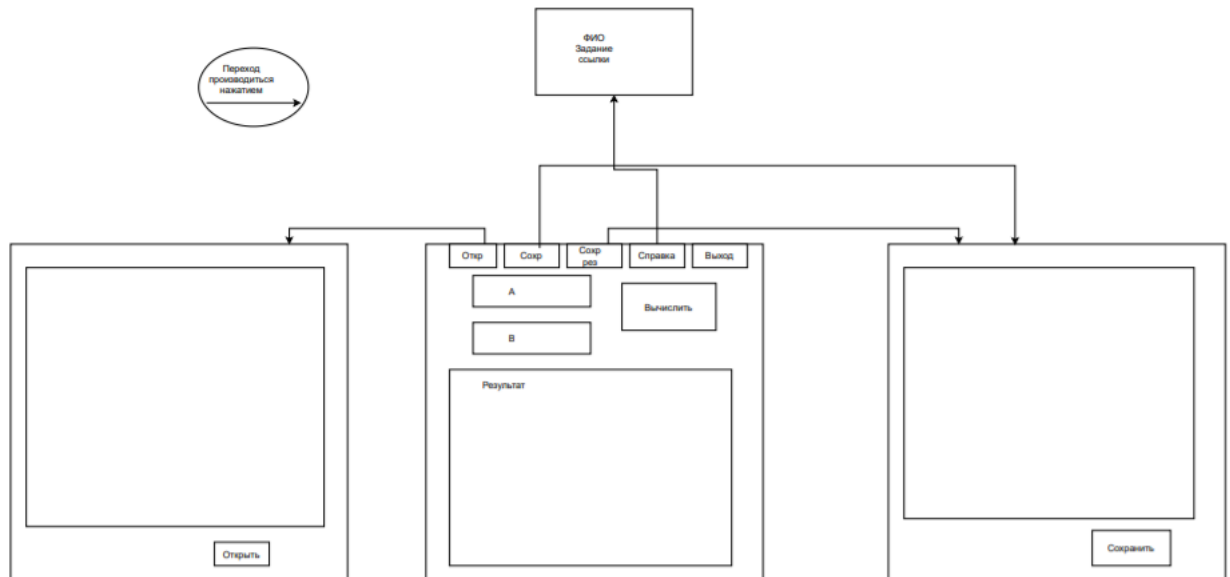 ФИО
Задание
ссылки
Переход
производиться
нажатием
Откр
Сохр
Сохр
рез
Справка
Выход
A
Вычислить
B
Результат
Открыть
Сохранить